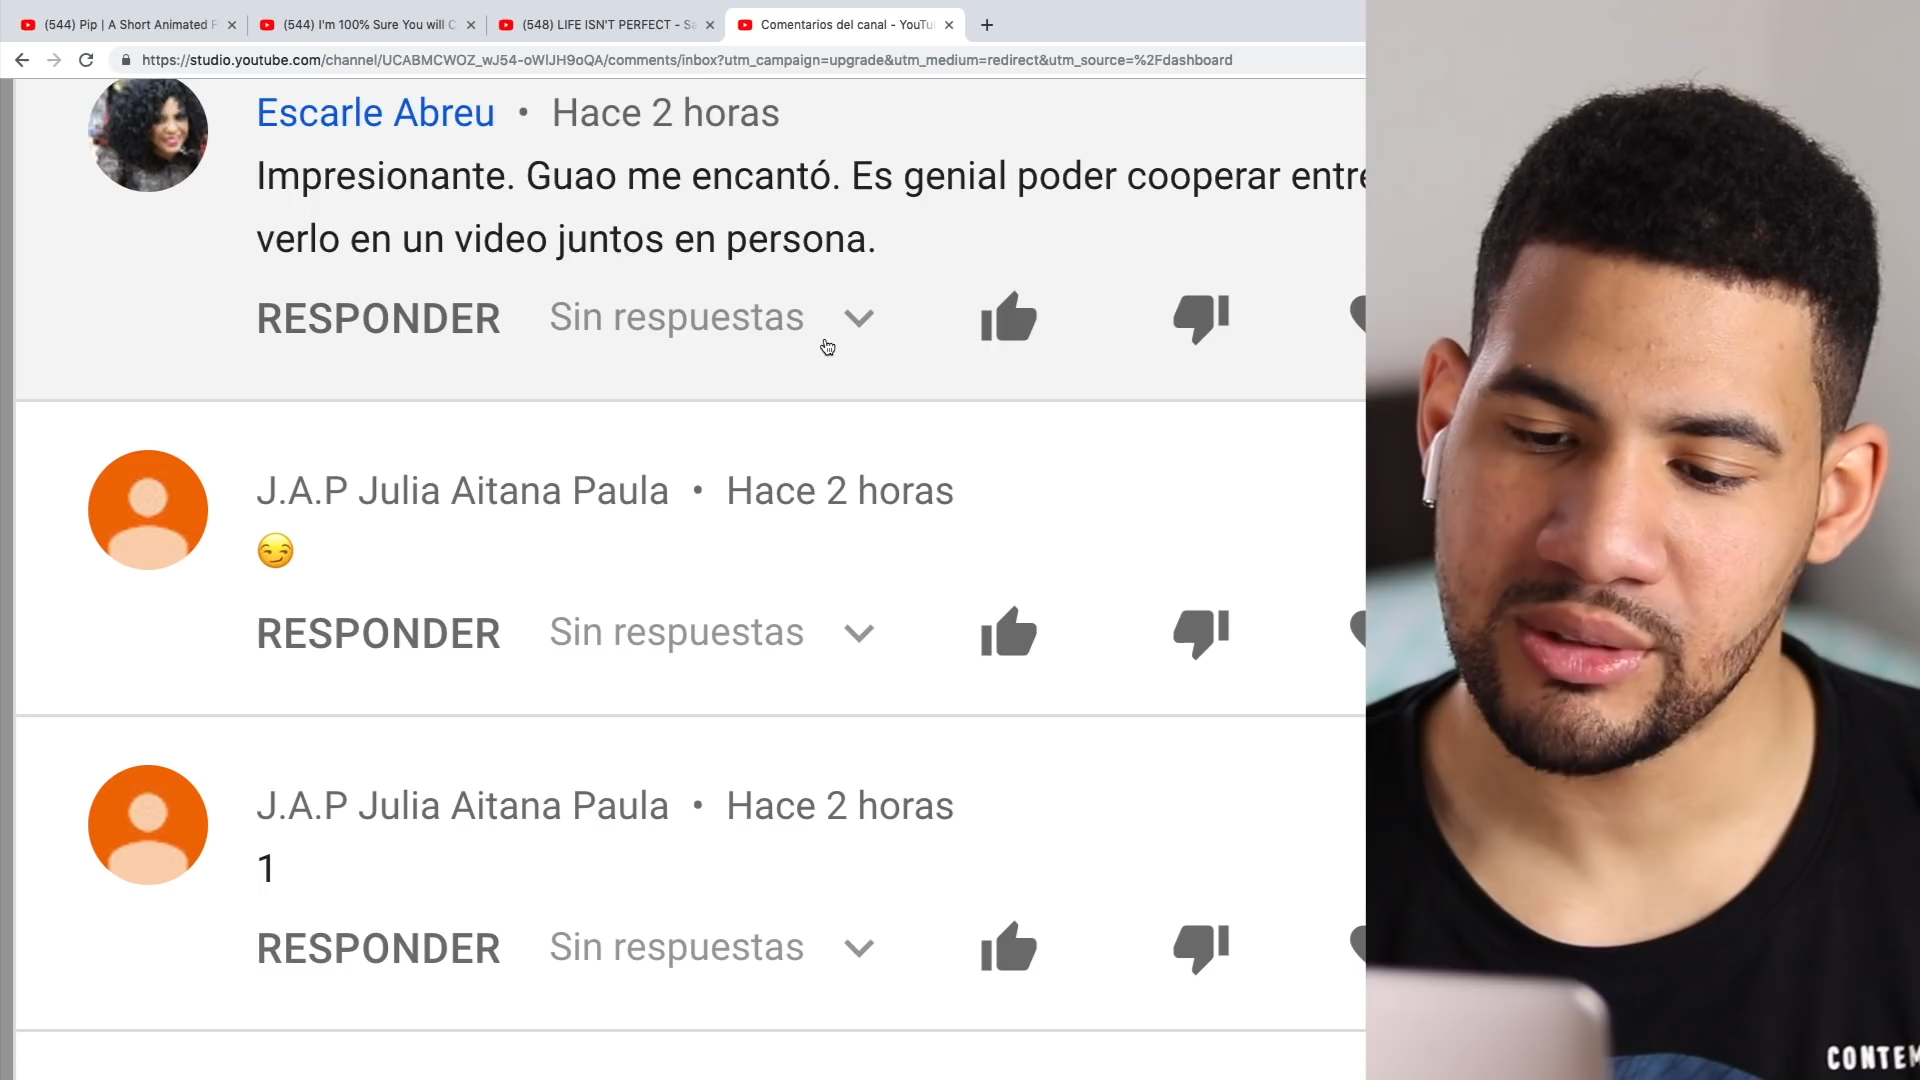 (544) Pip | A Short Animated F
(544) I'm 100% Sure You will C
(548) LIFE ISN'T PERFECT - Sa
Comentarios del canal - YouTu
https://studio.youtube.com/channel/UCABMCWOZ_wJ54-oWlJH9oQA/comments/inbox?utm_campaign=upgrade&utm_medium=redirect&utm_source=%2Fdashboard
Escarle Abreu • Hace 2 horas
Impresionante. Guao me encantó. Es genial poder cooperar entre
verlo en un video juntos en persona.
RESPONDER Sin respuestas
J.A.P Julia Aitana Paula • Hace 2 horas
😏
RESPONDER Sin respuestas
J.A.P Julia Aitana Paula • Hace 2 horas
1
RESPONDER Sin respuestas
CONTEM